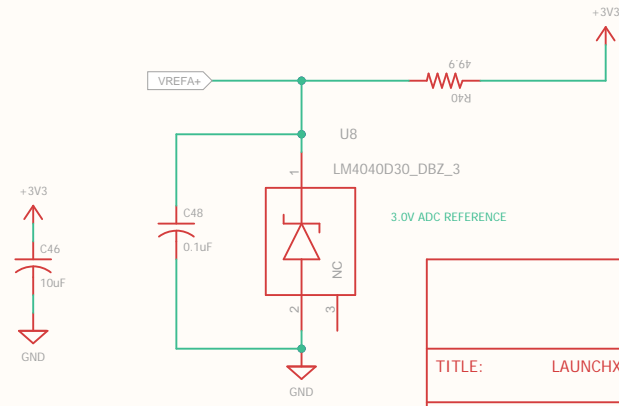 +3V3
VREFA+
49.9
R40
U8
LM4040D30_DBZ_3
1
+3V3
C48
0.1uF
3.0V ADC REFERENCE
C46
10uF
NC
2
3
GND
GND
TITLE: LAUNCHX